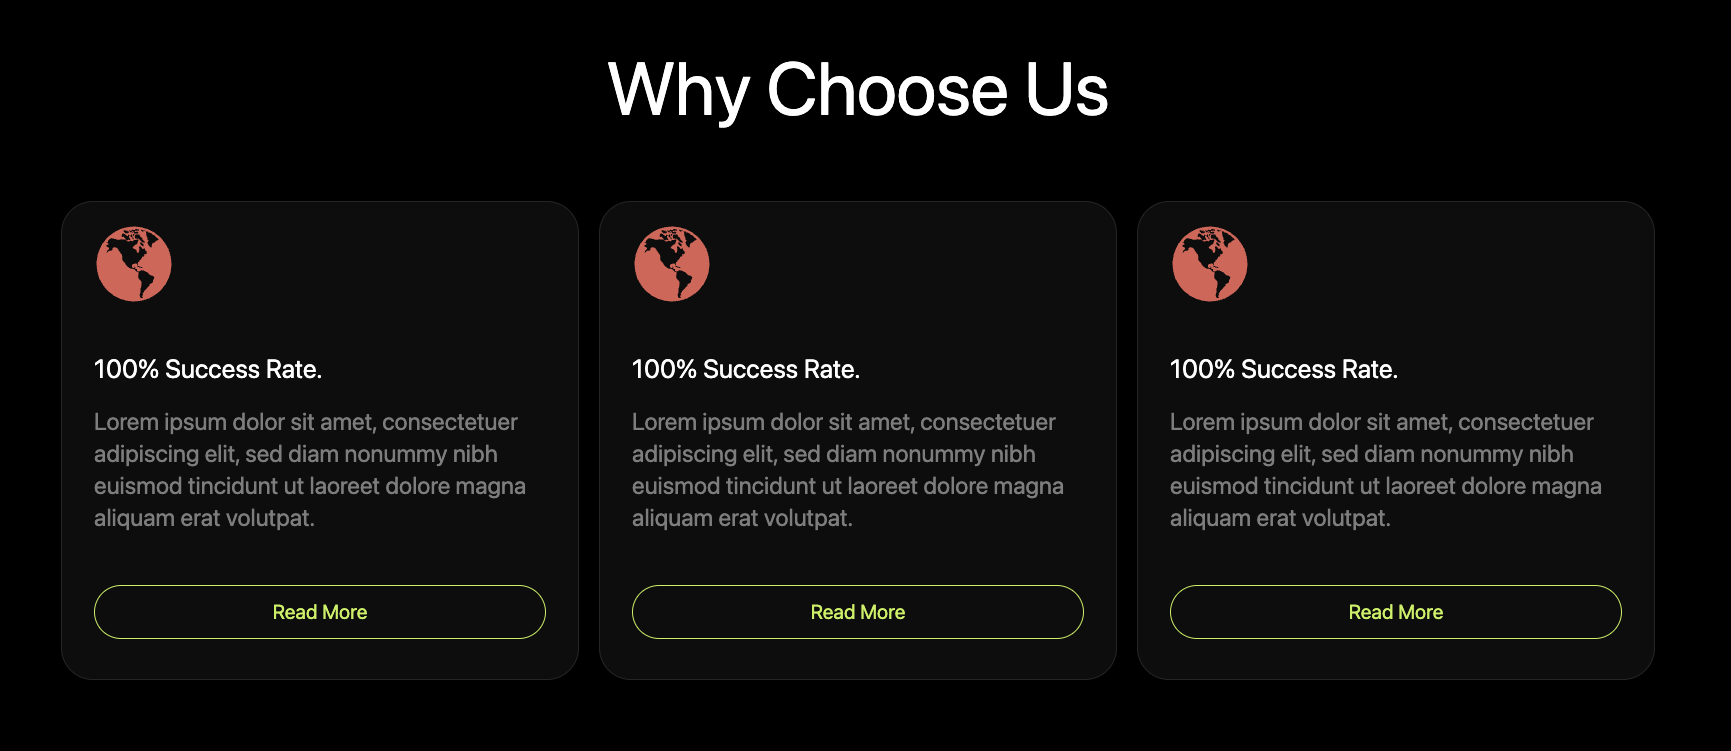 Why Choose Us
100% Success Rate.
Lorem ipsum dolor sit amet, consectetuer
adipiscing elit, sed diam nonummy nibh
euismod tincidunt ut laoreet dolore magna
aliquam erat volutpat.
Read More
100% Success Rate.
Lorem ipsum dolor sit amet, consectetuer
adipiscing elit, sed diam nonummy nibh
euismod tincidunt ut laoreet dolore magna
aliquam erat volutpat.
Read More
100% Success Rate.
Lorem ipsum dolor sit amet, consectetuer
adipiscing elit, sed diam nonummy nibh
euismod tincidunt ut laoreet dolore magna
aliquam erat volutpat.
Read More